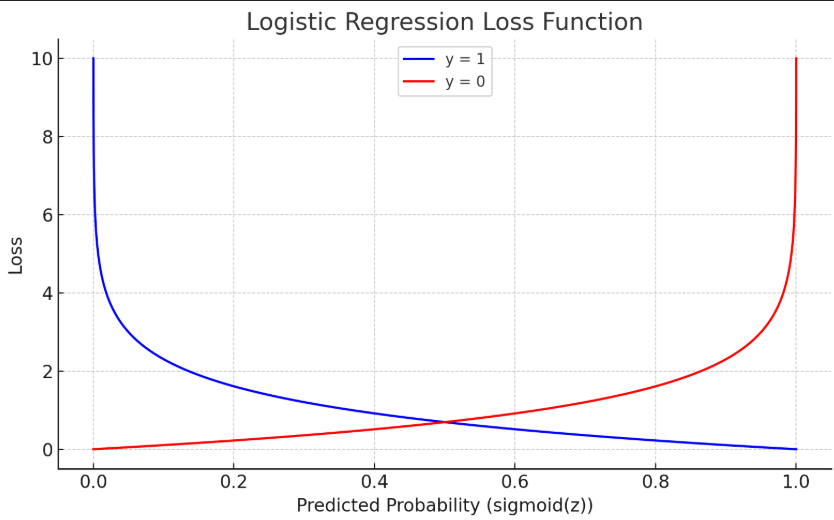 Logistic Regression Loss Function
y = 1
y = 0
10
8
6
4
2
0
Loss
0.0 0.2 0.4 0.6 0.8 1.0
Predicted Probability (sigmoid(z))